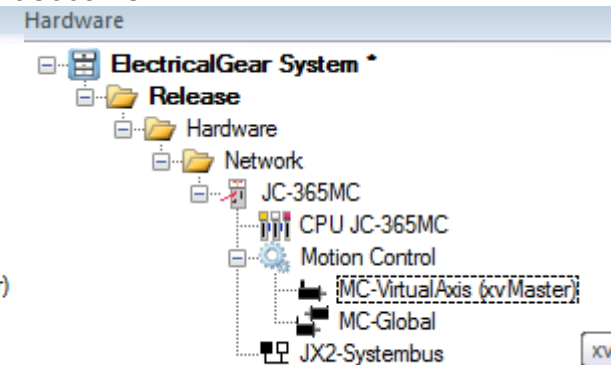 Hardware
ElectricalGear System *
Release
Hardware
Network
JC-365MC
CPU JC-365MC
Motion Control
r)
MC-VirtualAxis (xvMaster)
MC-Global
JX2-Systembus
xv